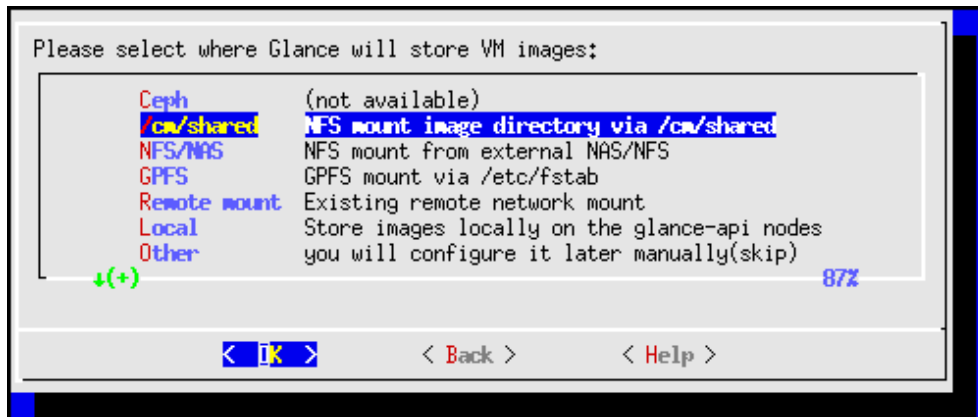 Please select where Glance will store VM images:
Ceph (not available)
/cm/shared NFS mount image directory via /cm/shared
NFS/NAS NFS mount from external NAS/NFS
GPFS GPFS mount via /etc/fstab
Remote mount Existing remote network mount
Local Store images locally on the glance-api nodes
Other you will configure it later manually(skip)
↓(+) 87%
< OK > < Back > < Help >